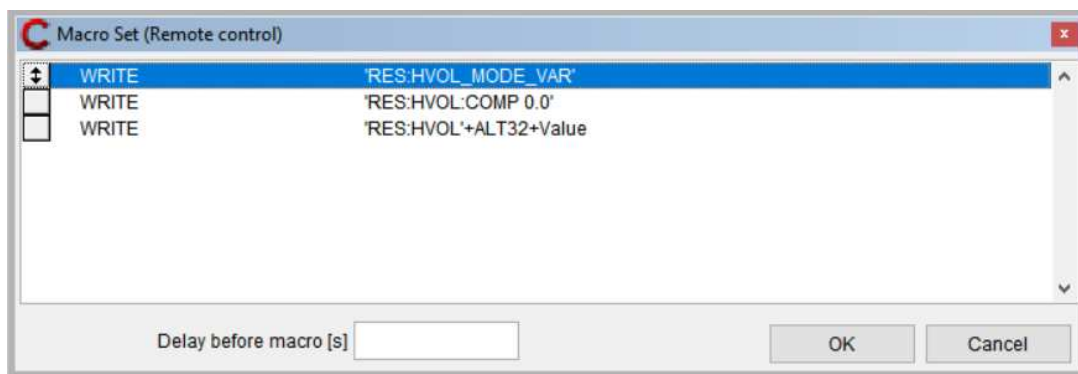 Macro Set (Remote control)
WRITE 'RES:HVOL_MODE_VAR'
WRITE 'RES:HVOL:COMP 0.0'
WRITE 'RES:HVOL'+ALT32+Value
Delay before macro [s]
OK Cancel